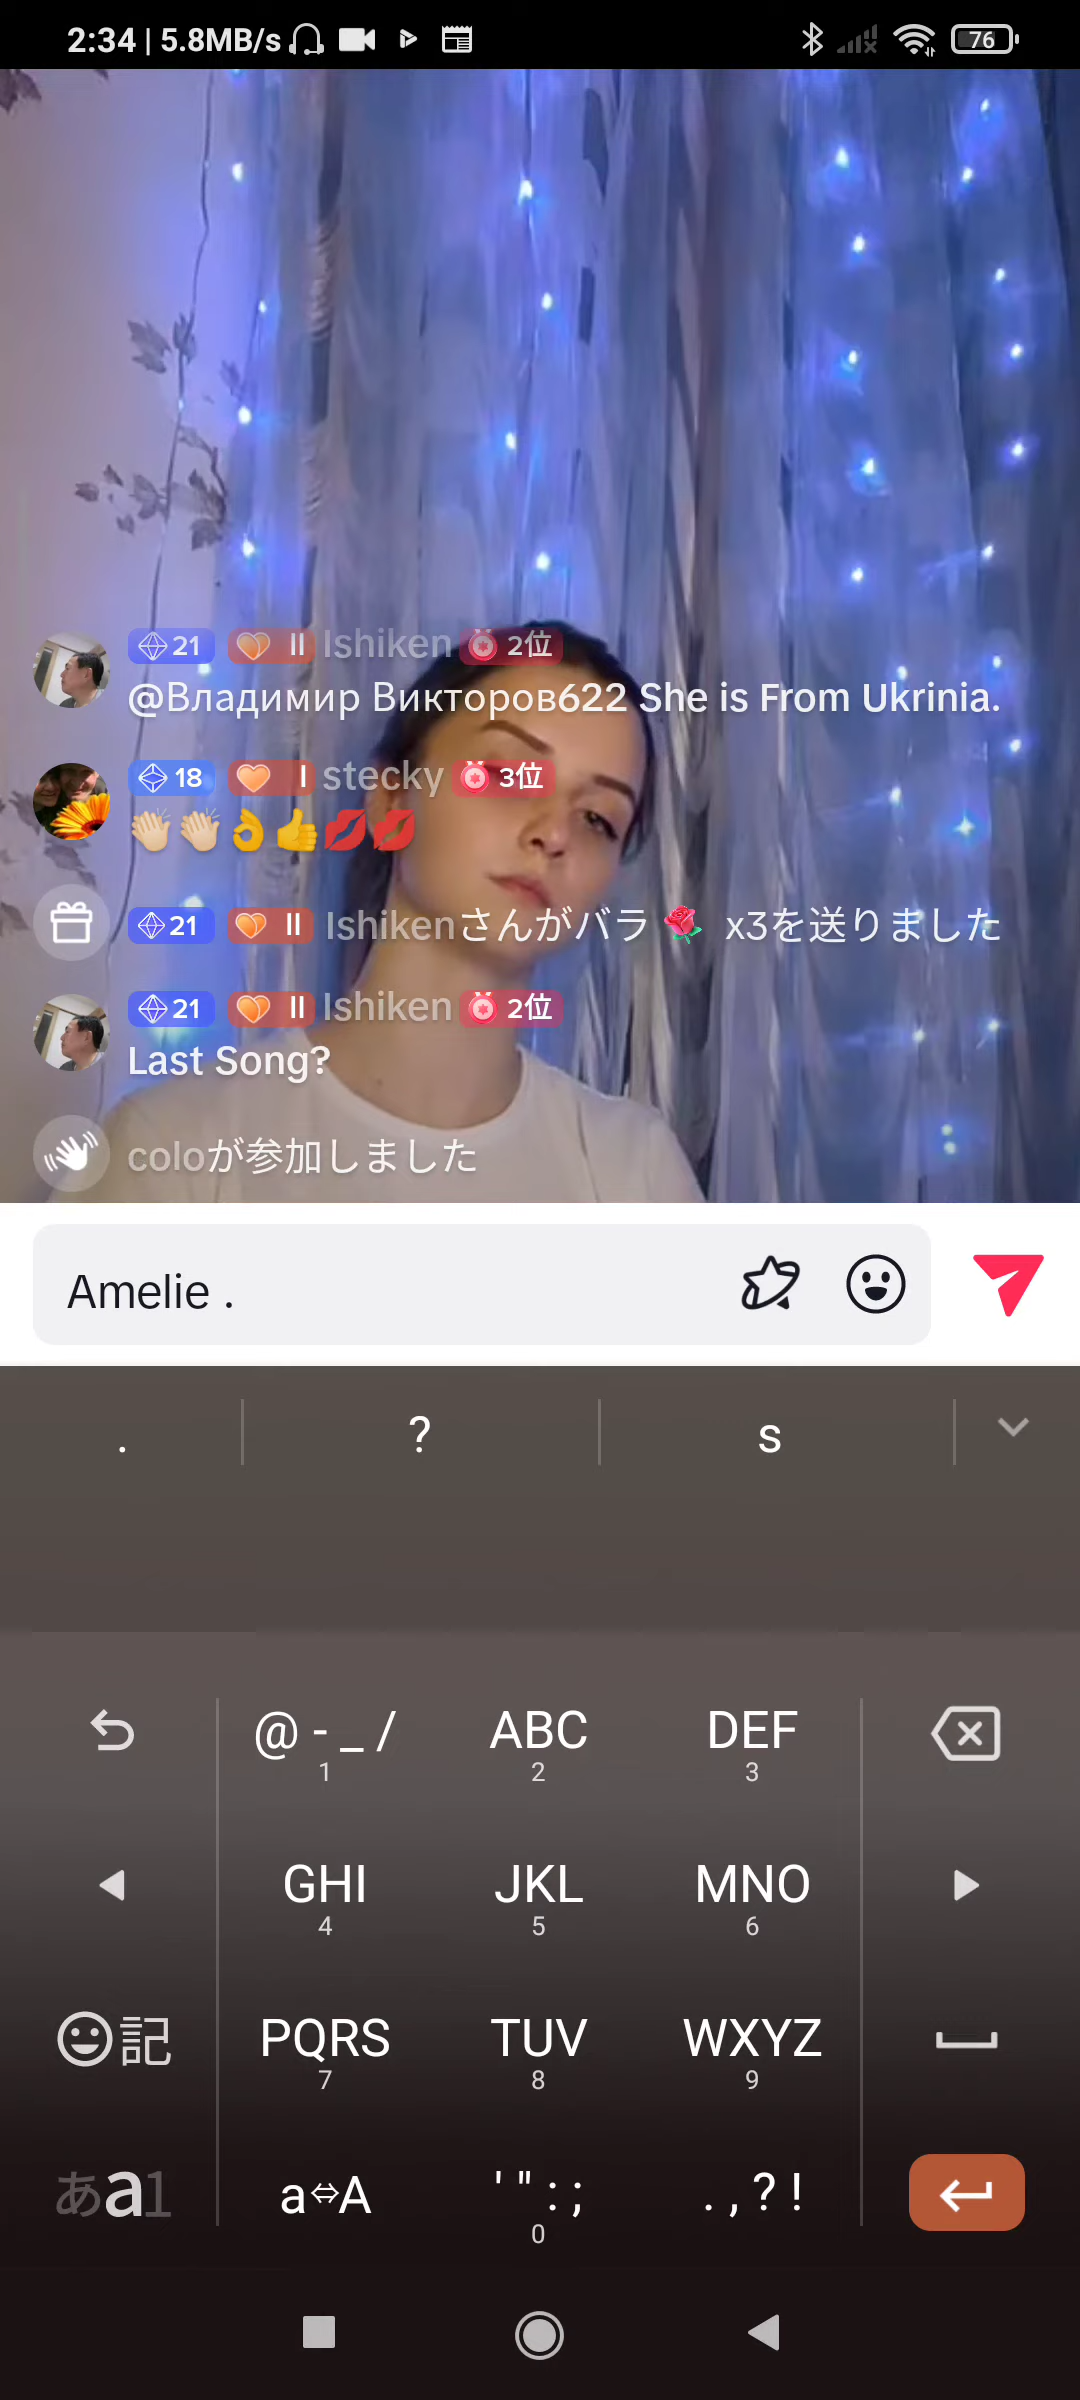 2:34 | 5.8MB/s 76
21 II Ishiken 2位
@Владимир Викторов622 She is From Ukrinia.
18 I stecky 3位
👏🏻👏🏻👌👍💋💋
21 II Ishikenさんがバラ🌹 x3を送りました
21 II Ishiken 2位
Last Song?
coloが参加しました
Amelie .
. ? s
@-_/ ABC DEF
1 2 3
GHI JKL MNO
4 5 6
記 PQRS TUV WXYZ
7 8 9
あa1 a⇔A ' " : ; . , ? !
0